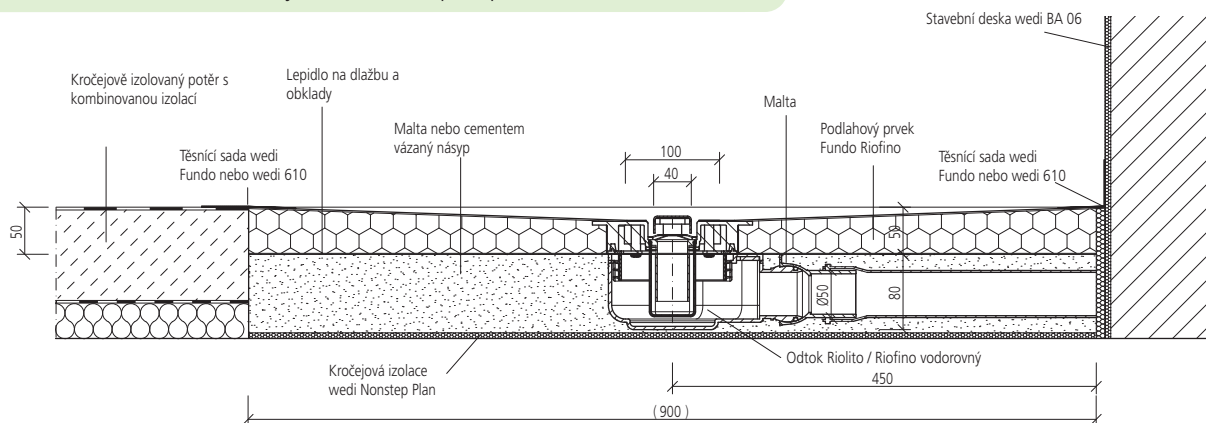 Stavební deska wedi BA 06
Kročejově izolovaný potěr s
kombinovanou izolací
Lepidlo na dlažbu a
obklady
Malta
Malta nebo cementem
vázaný násyp
Podlahový prvek
Fundo Riofino
Těsnící sada wedi
Fundo nebo wedi 610
100
40
Těsnící sada wedi
Fundo nebo wedi 610
50
50
Ø50
80
Kročejová izolace
wedi Nonstep Plan
Odtok Riolito / Riofino vodorovný
450
( 900 )